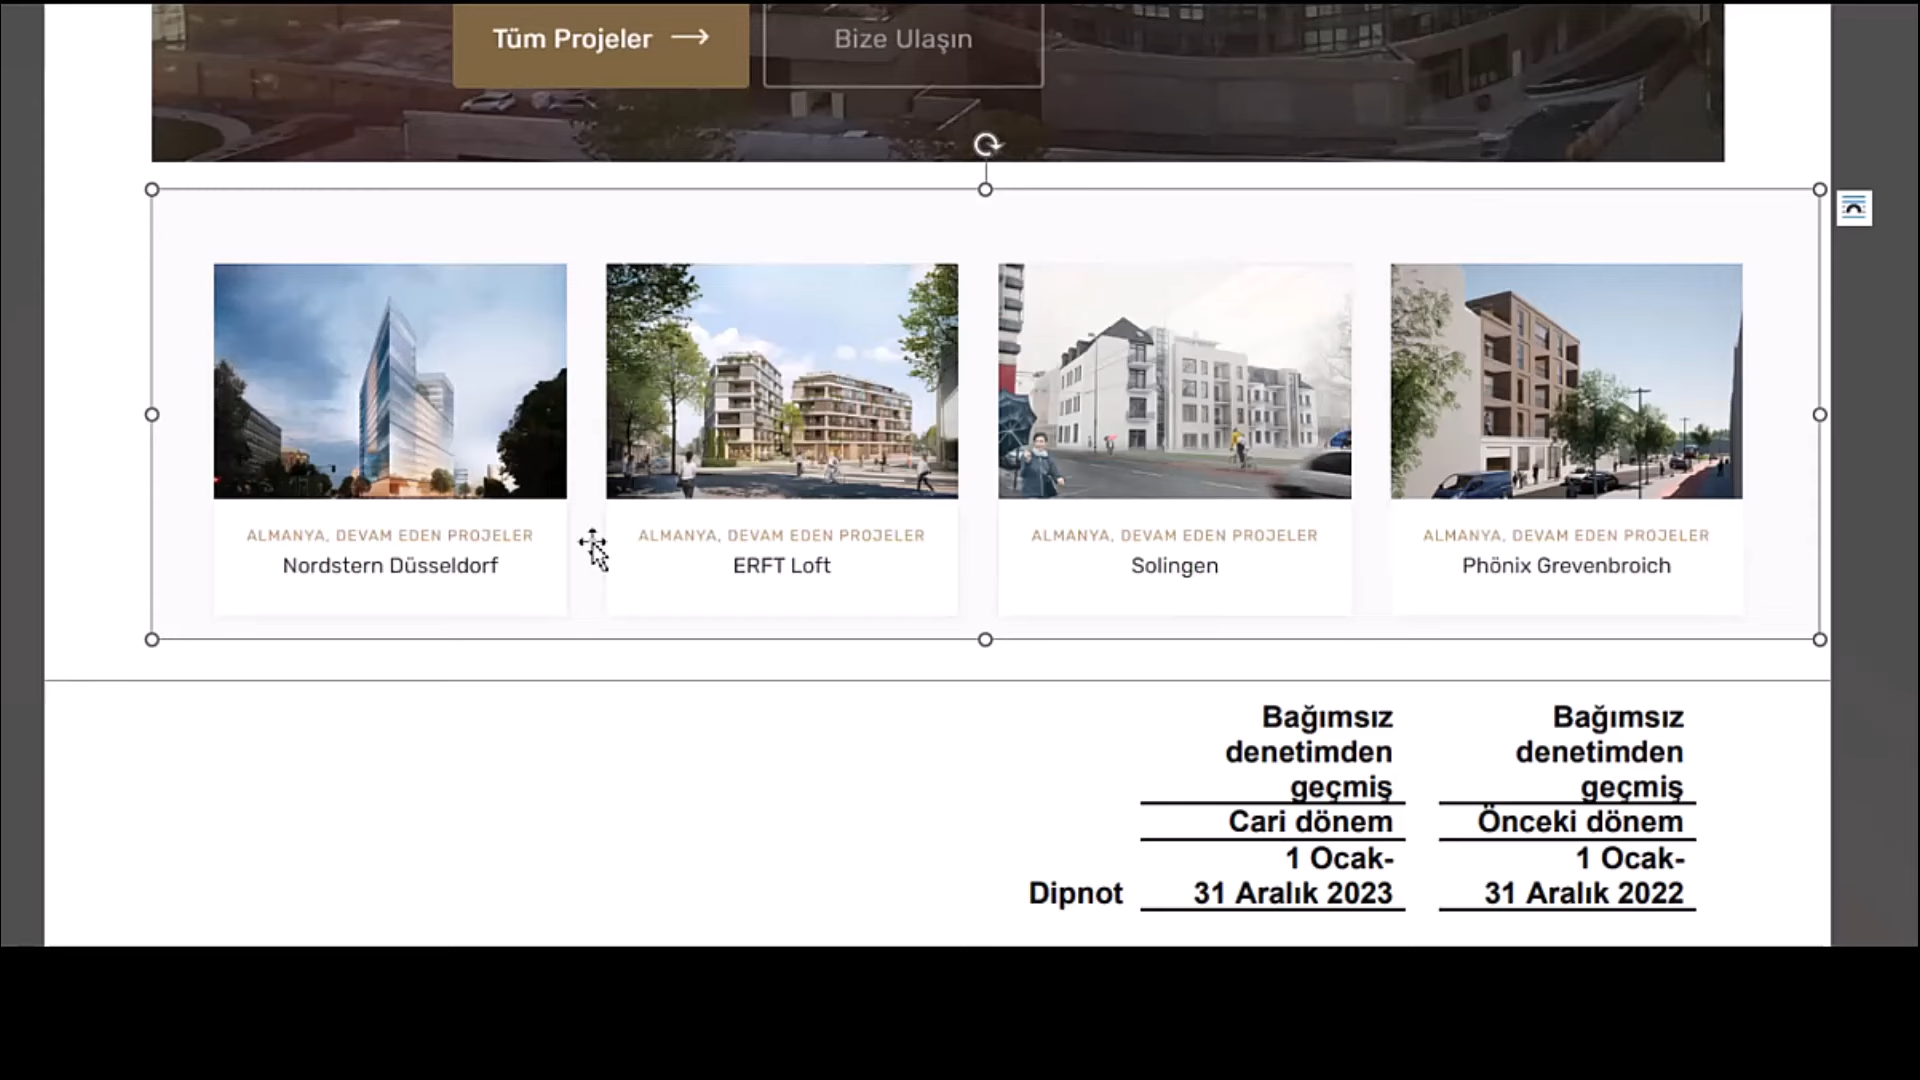 Tüm Projeler
Bize Ulaşın
ALMANYA, DEVAM EDEN PROJELER
Nordstern Düsseldorf
ALMANYA, DEVAM EDEN PROJELER
ERFT Loft
ALMANYA, DEVAM EDEN PROJELER
Solingen
ALMANYA, DEVAM EDEN PROJELER
Phönix Grevenbroich
Dipnot
Bağımsız
denetimden
geçmiş
Cari dönem
1 Ocak-
31 Aralık 2023
Bağımsız
denetimden
geçmiş
Önceki dönem
1 Ocak-
31 Aralık 2022